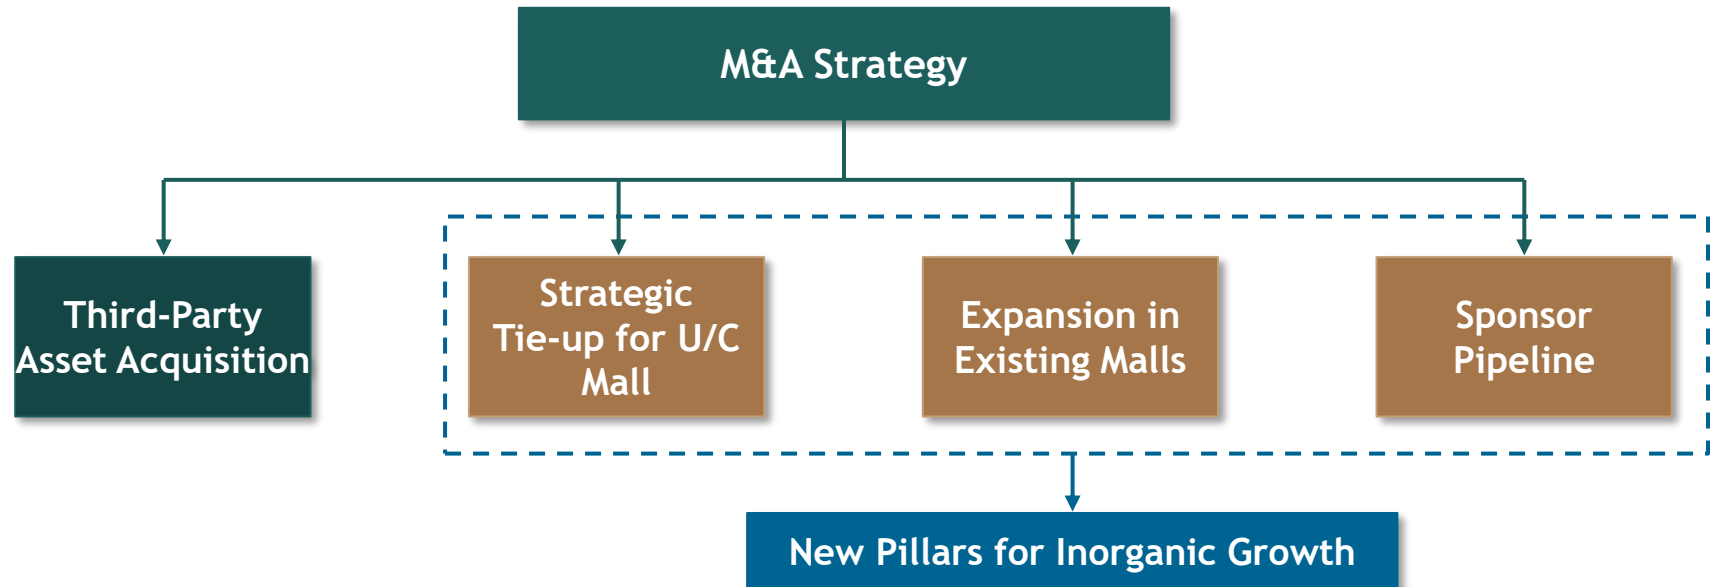 M&A Strategy
Third-Party
Asset Acquisition
Strategic
Tie-up for U/C
Mall
Expansion in
Existing Malls
Sponsor
Pipeline
New Pillars for Inorganic Growth